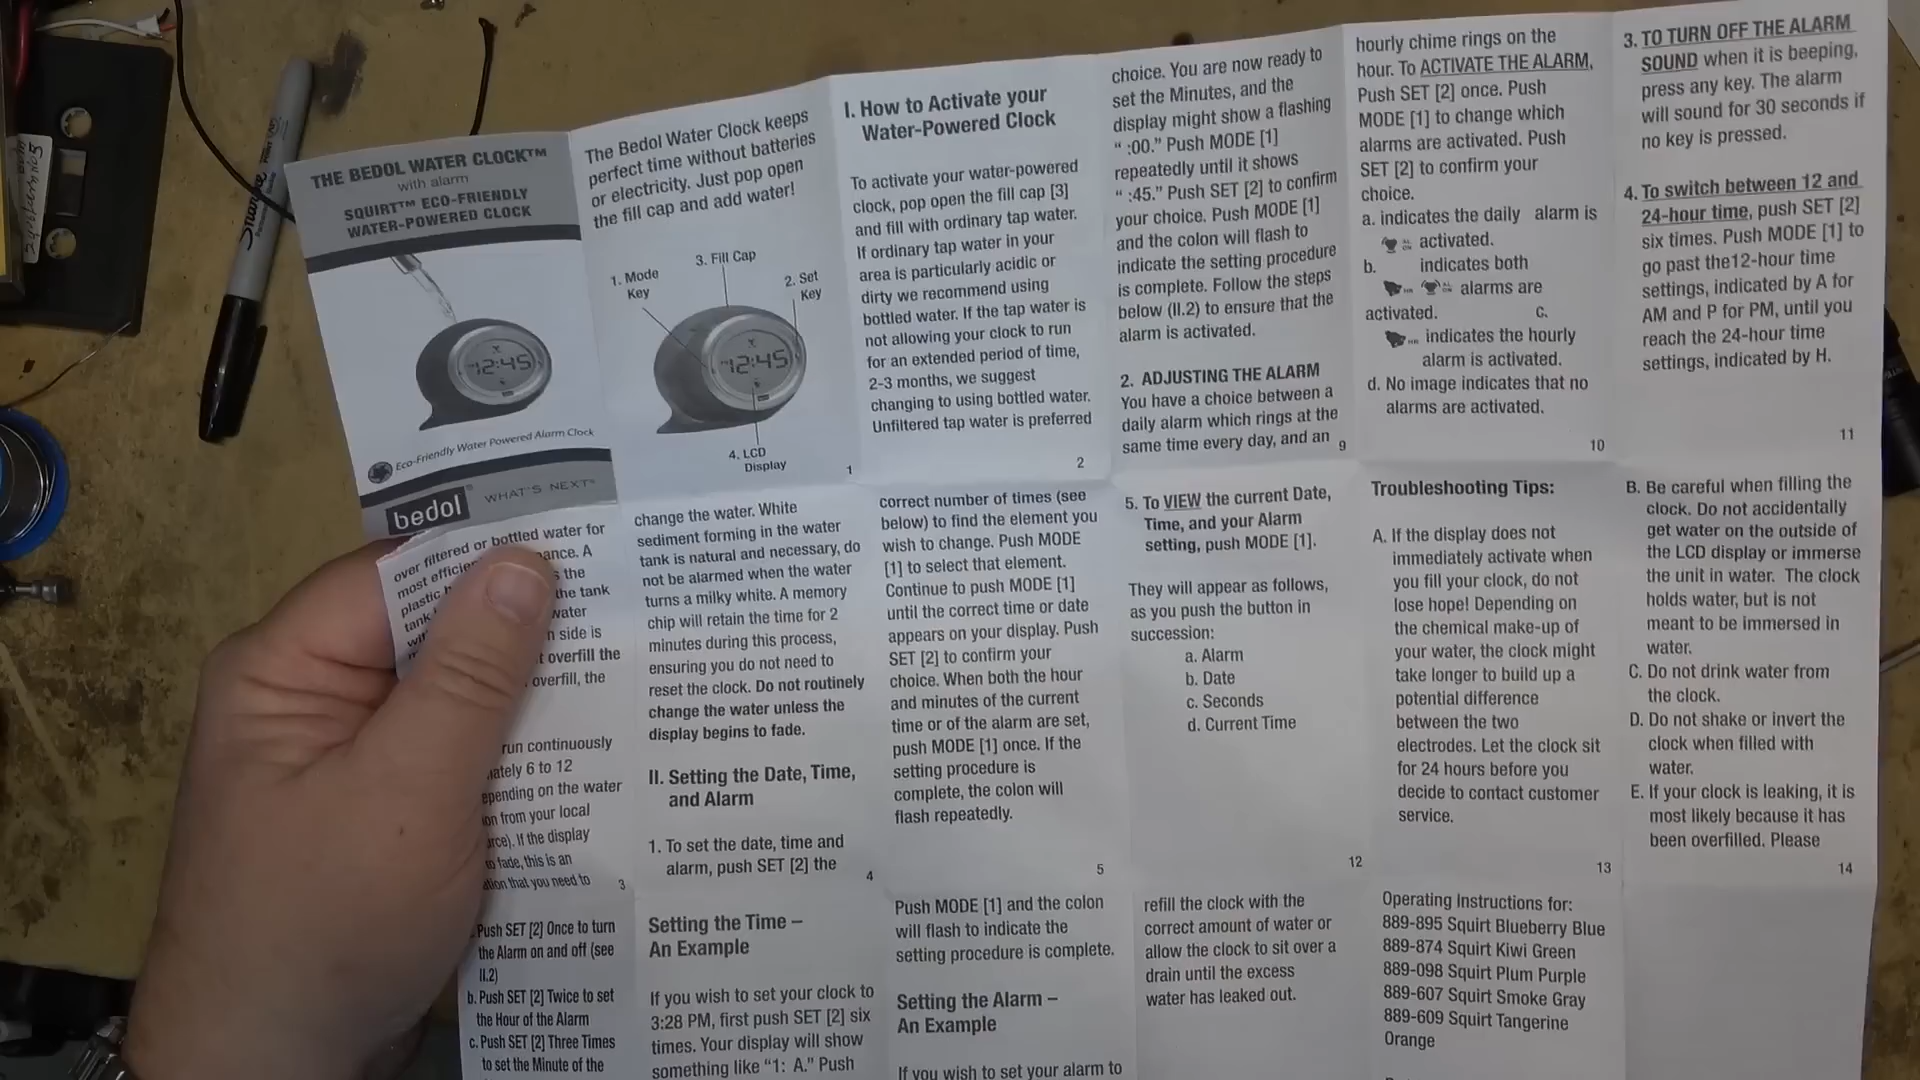 THE BEDOL WATER CLOCK™
with alarm
SQUIRT™ ECO-FRIENDLY
WATER-POWERED CLOCK
12:45
Eco-Friendly Water Powered Alarm Clock
bedol® WHAT'S NEXT®
The Bedol Water Clock keeps
perfect time without batteries
or electricity. Just pop open
the fill cap and add water!
3. Fill Cap
1. Mode
Key
2. Set
Key
12:45
4. LCD
Display
1
I. How to Activate your
Water-Powered Clock
To activate your water-powered
clock, pop open the fill cap [3]
and fill with ordinary tap water.
If ordinary tap water in your
area is particularly acidic or
dirty we recommend using
bottled water. If the tap water is
not allowing your clock to run
for an extended period of time,
2-3 months, we suggest
changing to using bottled water.
Unfiltered tap water is preferred
2
over filtered or bottled water for
most
plastic
the
tank the tank
water
side is
overfill the
overfill, the
run continuously
6 to 12
depending on the water
from your local
If the display
to fade, this is an
that you need to
3
change the water. White
sediment forming in the water
tank is natural and necessary, do
not be alarmed when the water
turns a milky white. A memory
chip will retain the time for 2
minutes during this process,
ensuring you do not need to
reset the clock. Do not routinely
change the water unless the
display begins to fade.
II. Setting the Date, Time,
and Alarm
1. To set the date, time and
alarm, push SET [2] the
4
correct number of times (see
below) to find the element you
wish to change. Push MODE
[1] to select that element.
Continue to push MODE [1]
until the correct time or date
appears on your display. Push
SET [2] to confirm your
choice. When both the hour
and minutes of the current
time or of the alarm are set,
push MODE [1] once. If the
setting procedure is
complete, the colon will
flash repeatedly.
5
Push SET [2] Once to turn
the Alarm on and off (see
II.2)
b. Push SET [2] Twice to set
the Hour of the Alarm
c. Push SET [2] Three Times
to set the Minute of the
Setting the Time –
An Example
If you wish to set your clock to
3:28 PM, first push SET [2] six
times. Your display will show
something like "1: A." Push
Push MODE [1] and the colon
will flash to indicate the
setting procedure is complete.
Setting the Alarm –
An Example
If you wish to set your alarm to
choice. You are now ready to
set the Minutes, and the
display might show a flashing
" :00." Push MODE [1]
repeatedly until it shows
" :45." Push SET [2] to confirm
your choice. Push MODE [1]
and the colon will flash to
indicate the setting procedure
is complete. Follow the steps
below (II.2) to ensure that the
alarm is activated.
2. ADJUSTING THE ALARM
You have a choice between a
daily alarm which rings at the
same time every day, and an
9
hourly chime rings on the
hour. To ACTIVATE THE ALARM,
Push SET [2] once. Push
MODE [1] to change which
alarms are activated. Push
SET [2] to confirm your
choice.
a. indicates the daily alarm is
activated.
b. indicates both
alarms are
activated. C.
indicates the hourly
alarm is activated.
d. No image indicates that no
alarms are activated.
10
3. TO TURN OFF THE ALARM
SOUND when it is beeping,
press any key. The alarm
will sound for 30 seconds if
no key is pressed.
4. To switch between 12 and
24-hour time, push SET [2]
six times. Push MODE [1] to
go past the12-hour time
settings, indicated by A for
AM and P for PM, until you
reach the 24-hour time
settings, indicated by H.
11
5. To VIEW the current Date,
Time, and your Alarm
setting, push MODE [1].
They will appear as follows,
as you push the button in
succession:
a. Alarm
b. Date
c. Seconds
d. Current Time
12
Troubleshooting Tips:
A. If the display does not
immediately activate when
you fill your clock, do not
lose hope! Depending on
the chemical make-up of
your water, the clock might
take longer to build up a
potential difference
between the two
electrodes. Let the clock sit
for 24 hours before you
decide to contact customer
service.
13
B. Be careful when filling the
clock. Do not accidentally
get water on the outside of
the LCD display or immerse
the unit in water. The clock
holds water, but is not
meant to be immersed in
water.
C. Do not drink water from
the clock.
D. Do not shake or invert the
clock when filled with
water.
E. If your clock is leaking, it is
most likely because it has
been overfilled. Please
14
refill the clock with the
correct amount of water or
allow the clock to sit over a
drain until the excess
water has leaked out.
Operating Instructions for:
889-895 Squirt Blueberry Blue
889-874 Squirt Kiwi Green
889-098 Squirt Plum Purple
889-607 Squirt Smoke Gray
889-609 Squirt Tangerine
Orange
Sharpie